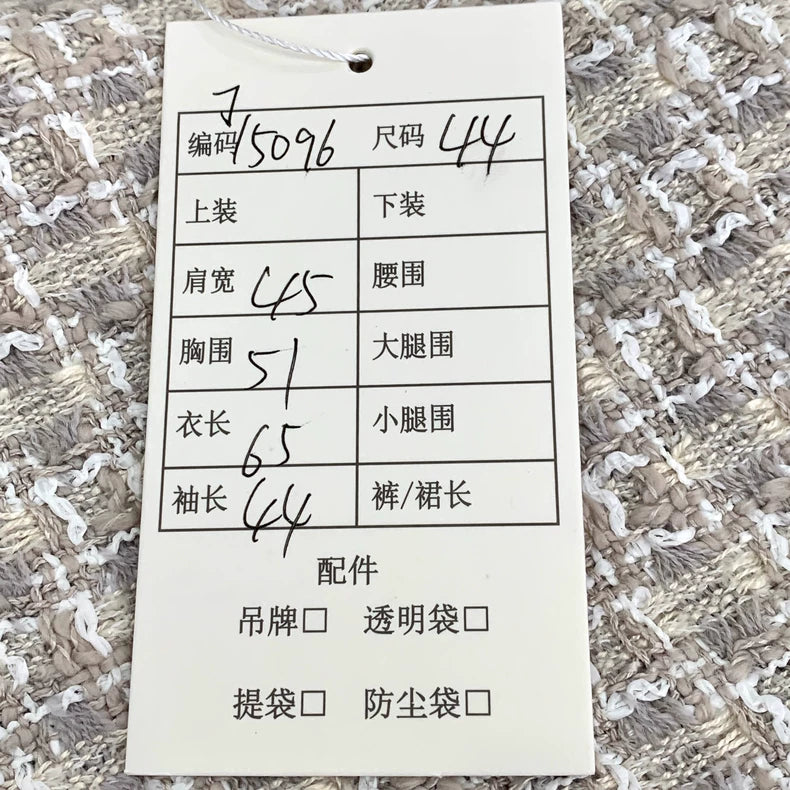 J
编码 15096 尺码 44
上装 下装
肩宽 45 腰围
胸围 51 大腿围
衣长 65 小腿围
袖长 44 裤/裙长
配件
吊牌□ 透明袋□
提袋□ 防尘袋□